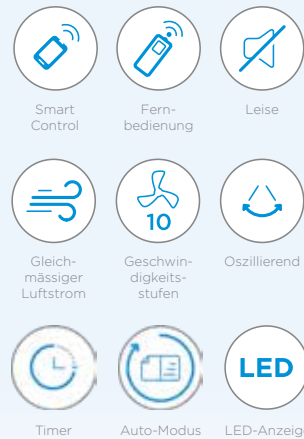 Smart
Control
Fern-
bedienung
Leise
Gleich-
mässiger
Luftstrom
10
Geschwin-
digkeits-
stufen
Oszillierend
Timer
Auto-Modus
LED
LED-Anzeig